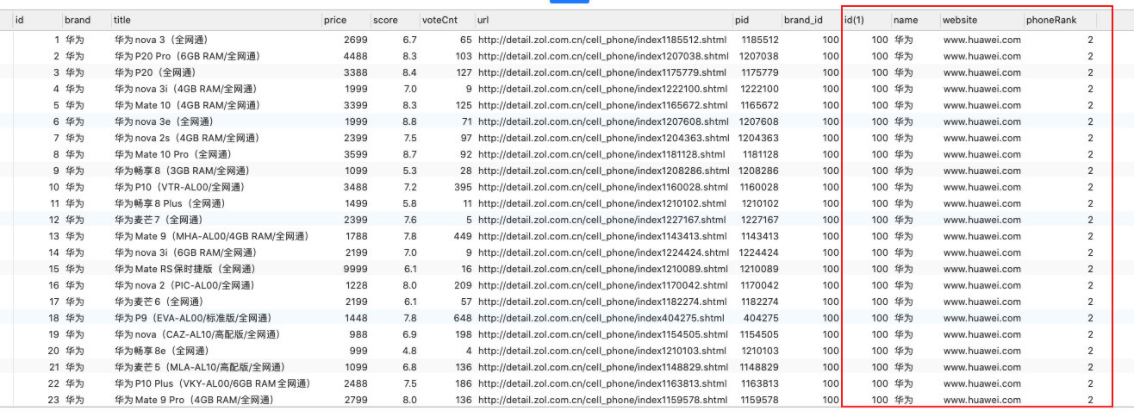 id brand title price score voteCnt url pid brand_id id(1) name website phoneRank
1 华为 华为 nova 3（全网通） 2699 6.7 65 http://detail.zol.com.cn/cell_phone/index1185512.shtml 1185512 100 100 华为 www.huawei.com 2
2 华为 华为 P20 Pro（6GB RAM/全网通） 4488 8.3 103 http://detail.zol.com.cn/cell_phone/index1207038.shtml 1207038 100 100 华为 www.huawei.com 2
3 华为 华为 P20（全网通） 3388 8.4 127 http://detail.zol.com.cn/cell_phone/index1175779.shtml 1175779 100 100 华为 www.huawei.com 2
4 华为 华为 nova 3i（4GB RAM/全网通） 1999 7.0 9 http://detail.zol.com.cn/cell_phone/index1222100.shtml 1222100 100 100 华为 www.huawei.com 2
5 华为 华为 Mate 10（4GB RAM/全网通） 3399 8.3 125 http://detail.zol.com.cn/cell_phone/index1165672.shtml 1165672 100 100 华为 www.huawei.com 2
6 华为 华为 nova 3e（全网通） 1999 8.8 71 http://detail.zol.com.cn/cell_phone/index1207608.shtml 1207608 100 100 华为 www.huawei.com 2
7 华为 华为 nova 2s（4GB RAM/全网通） 2399 7.5 97 http://detail.zol.com.cn/cell_phone/index1204363.shtml 1204363 100 100 华为 www.huawei.com 2
8 华为 华为 Mate 10 Pro（全网通） 3599 8.7 92 http://detail.zol.com.cn/cell_phone/index1181128.shtml 1181128 100 100 华为 www.huawei.com 2
9 华为 华为畅享 8（3GB RAM/全网通） 1099 5.3 28 http://detail.zol.com.cn/cell_phone/index1208286.shtml 1208286 100 100 华为 www.huawei.com 2
10 华为 华为 P10（VTR-AL00/全网通） 3488 7.2 395 http://detail.zol.com.cn/cell_phone/index1160028.shtml 1160028 100 100 华为 www.huawei.com 2
11 华为 华为畅享 8 Plus（全网通） 1499 5.8 11 http://detail.zol.com.cn/cell_phone/index1210102.shtml 1210102 100 100 华为 www.huawei.com 2
12 华为 华为麦芒 7（全网通） 2399 7.6 5 http://detail.zol.com.cn/cell_phone/index1227167.shtml 1227167 100 100 华为 www.huawei.com 2
13 华为 华为 Mate 9（MHA-AL00/4GB RAM/全网通） 1788 7.8 449 http://detail.zol.com.cn/cell_phone/index1143413.shtml 1143413 100 100 华为 www.huawei.com 2
14 华为 华为 nova 3i（6GB RAM/全网通） 2199 7.0 9 http://detail.zol.com.cn/cell_phone/index1224424.shtml 1224424 100 100 华为 www.huawei.com 2
15 华为 华为 Mate RS保时捷版（全网通） 9999 6.1 16 http://detail.zol.com.cn/cell_phone/index1210089.shtml 1210089 100 100 华为 www.huawei.com 2
16 华为 华为 nova 2（PIC-AL00/全网通） 1228 8.0 209 http://detail.zol.com.cn/cell_phone/index1170042.shtml 1170042 100 100 华为 www.huawei.com 2
17 华为 华为麦芒 6（全网通） 2199 6.1 57 http://detail.zol.com.cn/cell_phone/index1182274.shtml 1182274 100 100 华为 www.huawei.com 2
18 华为 华为 P9（EVA-AL00/标准版/全网通） 1448 7.8 648 http://detail.zol.com.cn/cell_phone/index404275.shtml 404275 100 100 华为 www.huawei.com 2
19 华为 华为 nova（CAZ-AL10/高配版/全网通） 988 6.9 198 http://detail.zol.com.cn/cell_phone/index1154505.shtml 1154505 100 100 华为 www.huawei.com 2
20 华为 华为畅享 8e（全网通） 999 4.8 4 http://detail.zol.com.cn/cell_phone/index1210103.shtml 1210103 100 100 华为 www.huawei.com 2
21 华为 华为麦芒 5（MLA-AL10/高配版/全网通） 1099 6.8 136 http://detail.zol.com.cn/cell_phone/index1148829.shtml 1148829 100 100 华为 www.huawei.com 2
22 华为 华为 P10 Plus（VKY-AL00/6GB RAM 全网通） 2488 7.5 186 http://detail.zol.com.cn/cell_phone/index1163813.shtml 1163813 100 100 华为 www.huawei.com 2
23 华为 华为 Mate 9 Pro（4GB RAM/全网通） 2799 8.0 136 http://detail.zol.com.cn/cell_phone/index1159578.shtml 1159578 100 100 华为 www.huawei.com 2